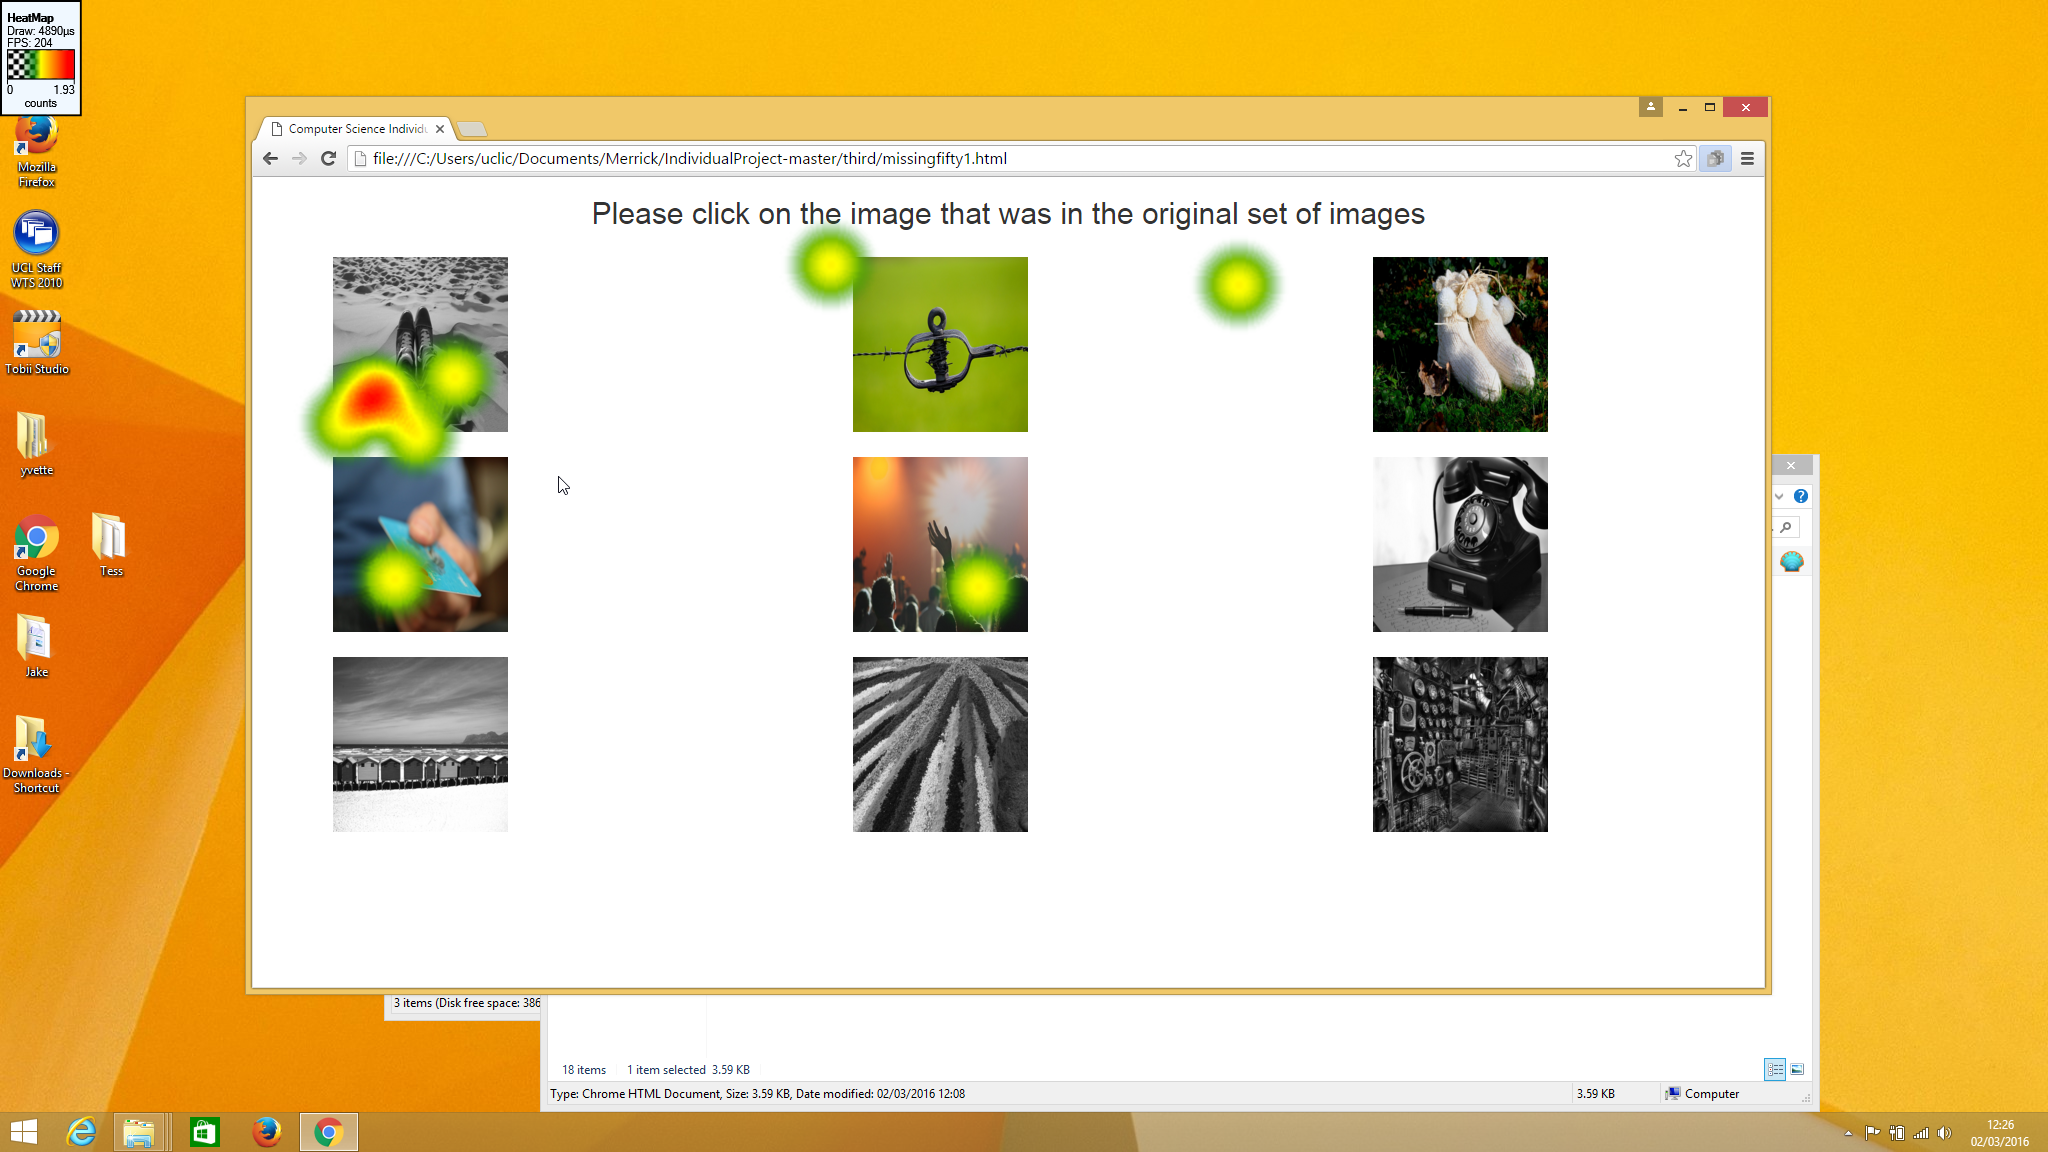 HeatMap
Draw: 4890µs
FPS: 204
0 1.93
counts
Mozilla
Firefox
UCL Staff
WTS 2010
Tobii Studio
yvette
Google
Chrome
Tess
Jake
Downloads -
Shortcut
Computer Science Individu
file:///C:/Users/uclic/Documents/Merrick/IndividualProject-master/third/missingfifty1.html
Please click on the image that was in the original set of images
3 items (Disk free space: 386
18 items 1 item selected 3.59 KB
Type: Chrome HTML Document, Size: 3.59 KB, Date modified: 02/03/2016 12:08 3.59 KB Computer
12:26
02/03/2016